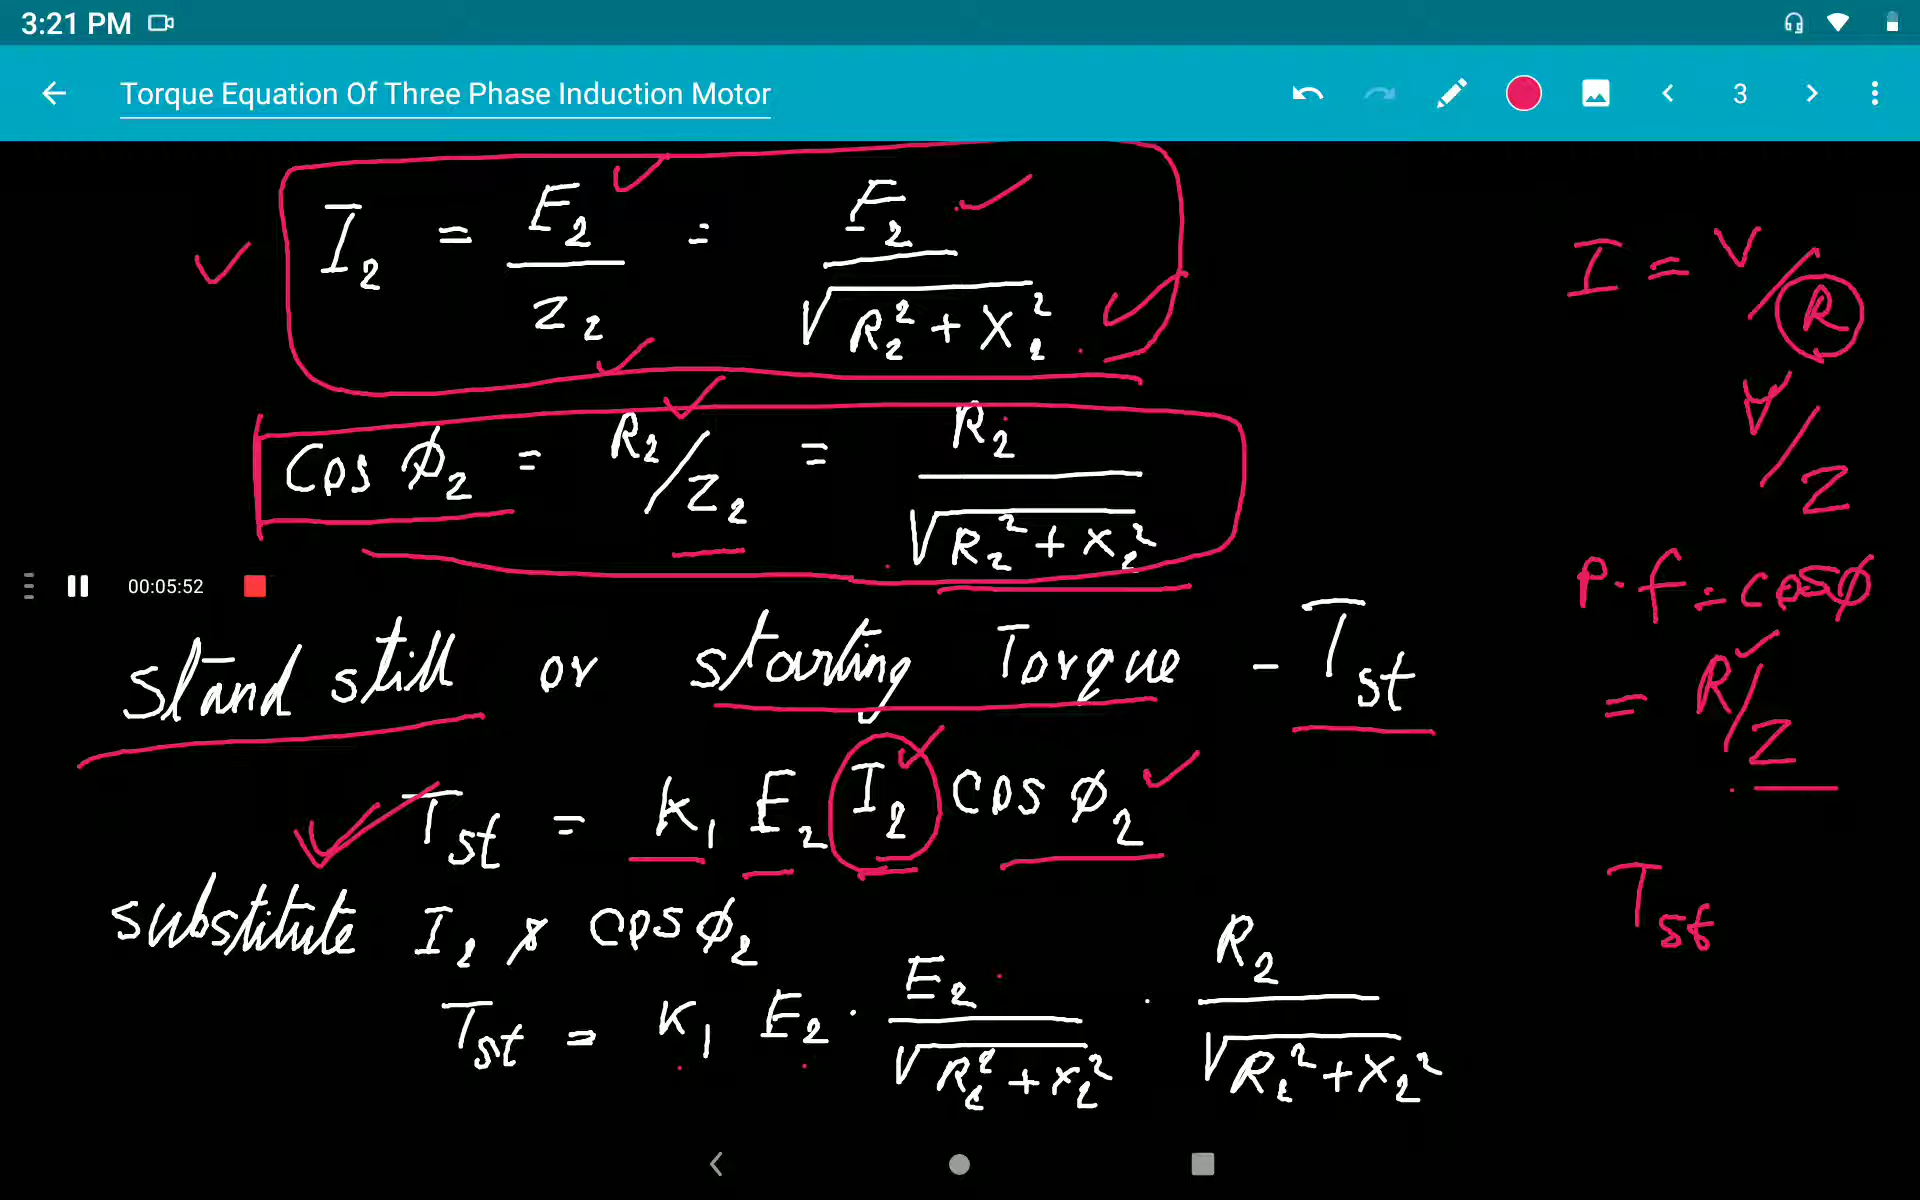 3:21 PM
Torque Equation Of Three Phase Induction Motor
3
I₂ = E₂/Z₂ = E₂/√(R₂² + X₂²)
Cos ϕ₂ = R₂/Z₂ = R₂/√(R₂² + X₂²)
00:05:52
Stand still or starting Torque - Tst
Tst = K₁ E₂ I₂ cos ϕ₂
substitute I₂ & cos ϕ₂
Tst = K₁ E₂ · E₂/√(R₂² + X₂²) · R₂/√(R₂² + X₂²)
I = V/R
V/Z
P.f = cosϕ
= R/Z
Tst